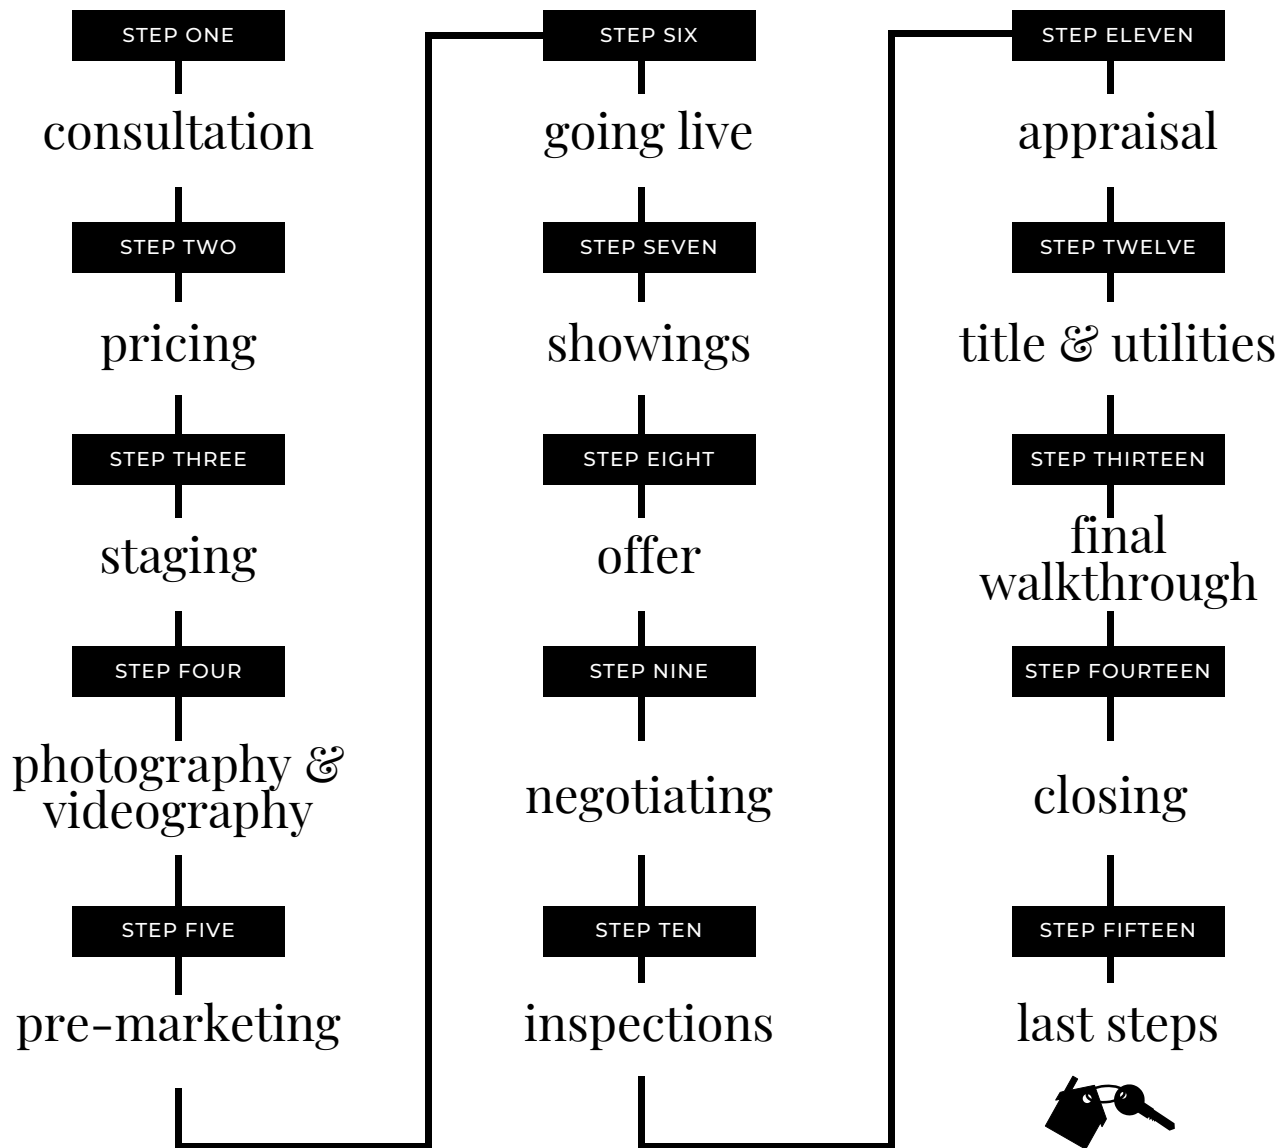 STEP ONE
consultation
STEP TWO
pricing
STEP THREE
staging
STEP FOUR
photography &
videography
STEP FIVE
pre-marketing
STEP SIX
going live
STEP SEVEN
showings
STEP EIGHT
offer
STEP NINE
negotiating
STEP TEN
inspections
STEP ELEVEN
appraisal
STEP TWELVE
title & utilities
STEP THIRTEEN
final
walkthrough
STEP FOURTEEN
closing
STEP FIFTEEN
last steps